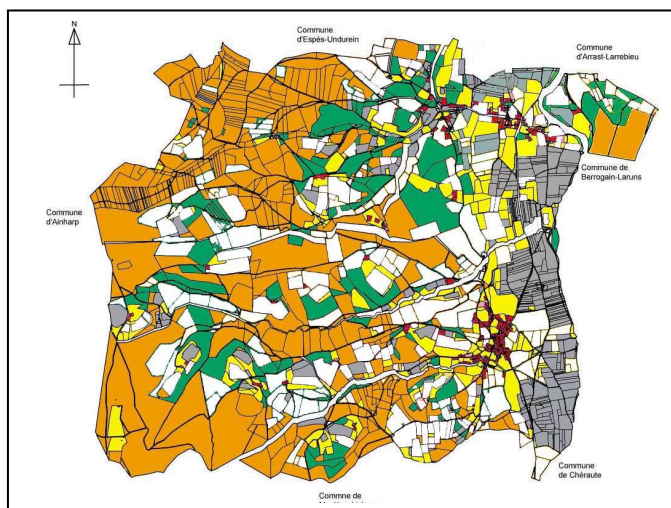 N
Commune
d'Espès-Undurein
Commune
d'Arrast-Larrebieu
Commune de
Berrogain-Laruns
Commune
d'Ainharp
Commune
de Chéraute
Commne de